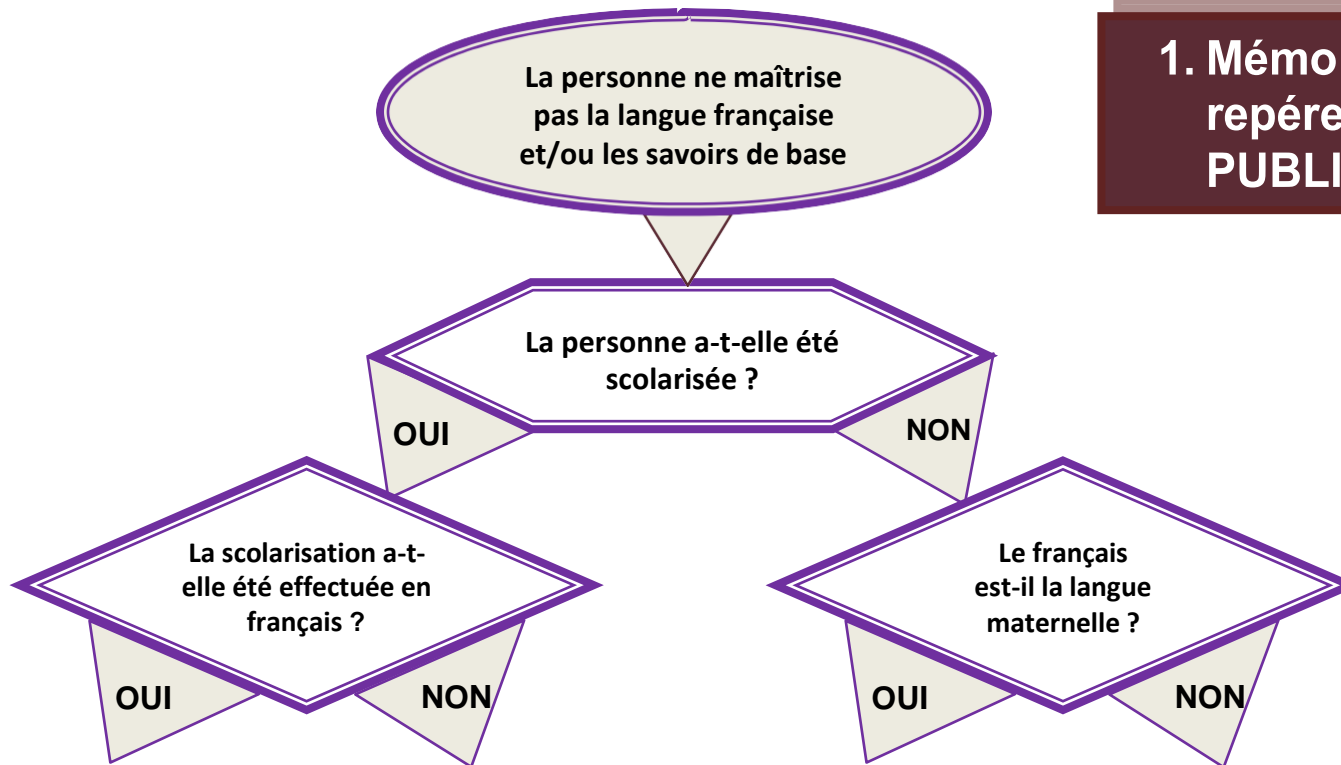 La personne ne maîtrise
pas la langue française
et/ou les savoirs de base
1. Mémo
repére
PUBLI
La personne a-t-elle été
scolarisée ?
OUI
NON
La scolarisation a-t-
elle été effectuée en
français ?
Le français
est-il la langue
maternelle ?
OUI
NON
OUI
NON